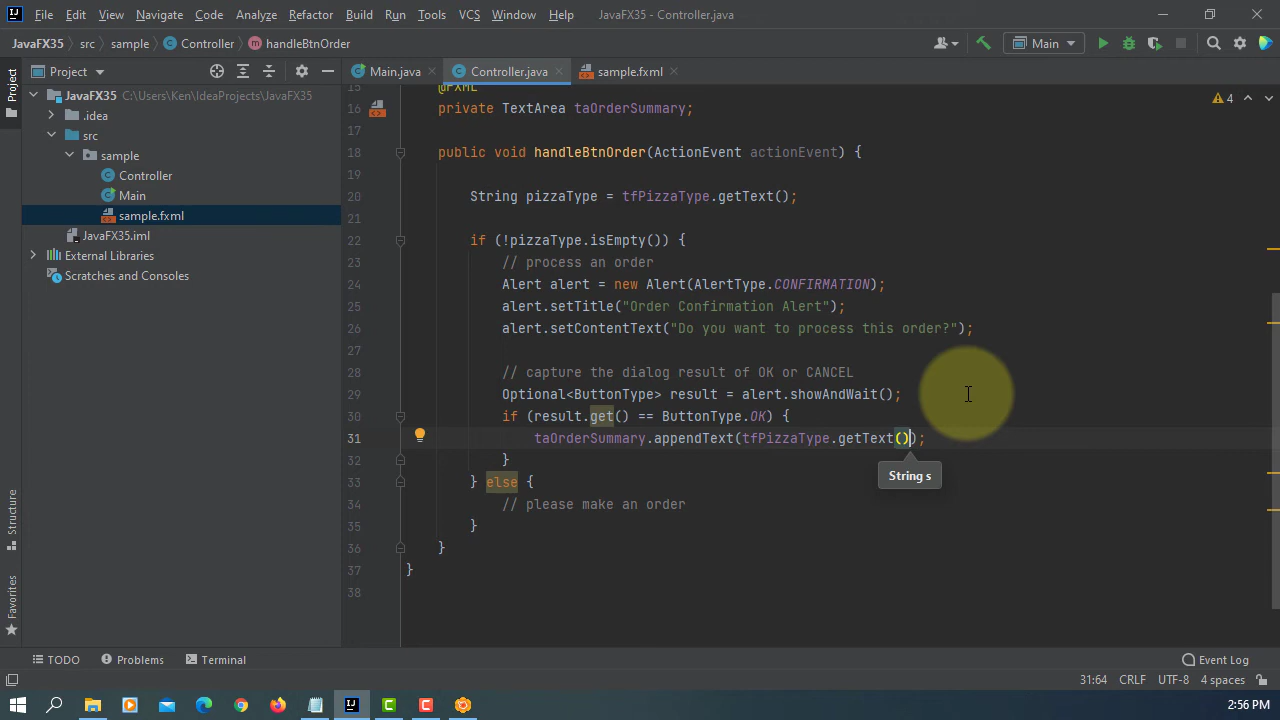 File Edit View Navigate Code Analyze Refactor Build Run Tools VCS Window Help JavaFX35 - Controller.java
JavaFX35 src sample Controller handleBtnOrder Main
Project Main.java Controller.java sample.fxml
JavaFX35 C:\Users\Ken\IdeaProjects\JavaFX35
.idea
src
sample
Controller
Main
sample.fxml
JavaFX35.iml
External Libraries
Scratches and Consoles
Project
Structure
Favorites
4
15 @FXML
16 private TextArea taOrderSummary;
17
18 public void handleBtnOrder(ActionEvent actionEvent) {
19
20 String pizzaType = tfPizzaType.getText();
21
22 if (!pizzaType.isEmpty()) {
23 // process an order
24 Alert alert = new Alert(AlertType.CONFIRMATION);
25 alert.setTitle("Order Confirmation Alert");
26 alert.setContentText("Do you want to process this order?");
27
28 // capture the dialog result of OK or CANCEL
29 Optional<ButtonType> result = alert.showAndWait();
30 if (result.get() == ButtonType.OK) {
31 taOrderSummary.appendText(tfPizzaType.getText());
32 }
String s
33 } else {
34 // please make an order
35 }
36 }
37 }
38
TODO Problems Terminal Event Log
31:64 CRLF UTF-8 4 spaces
2:56 PM